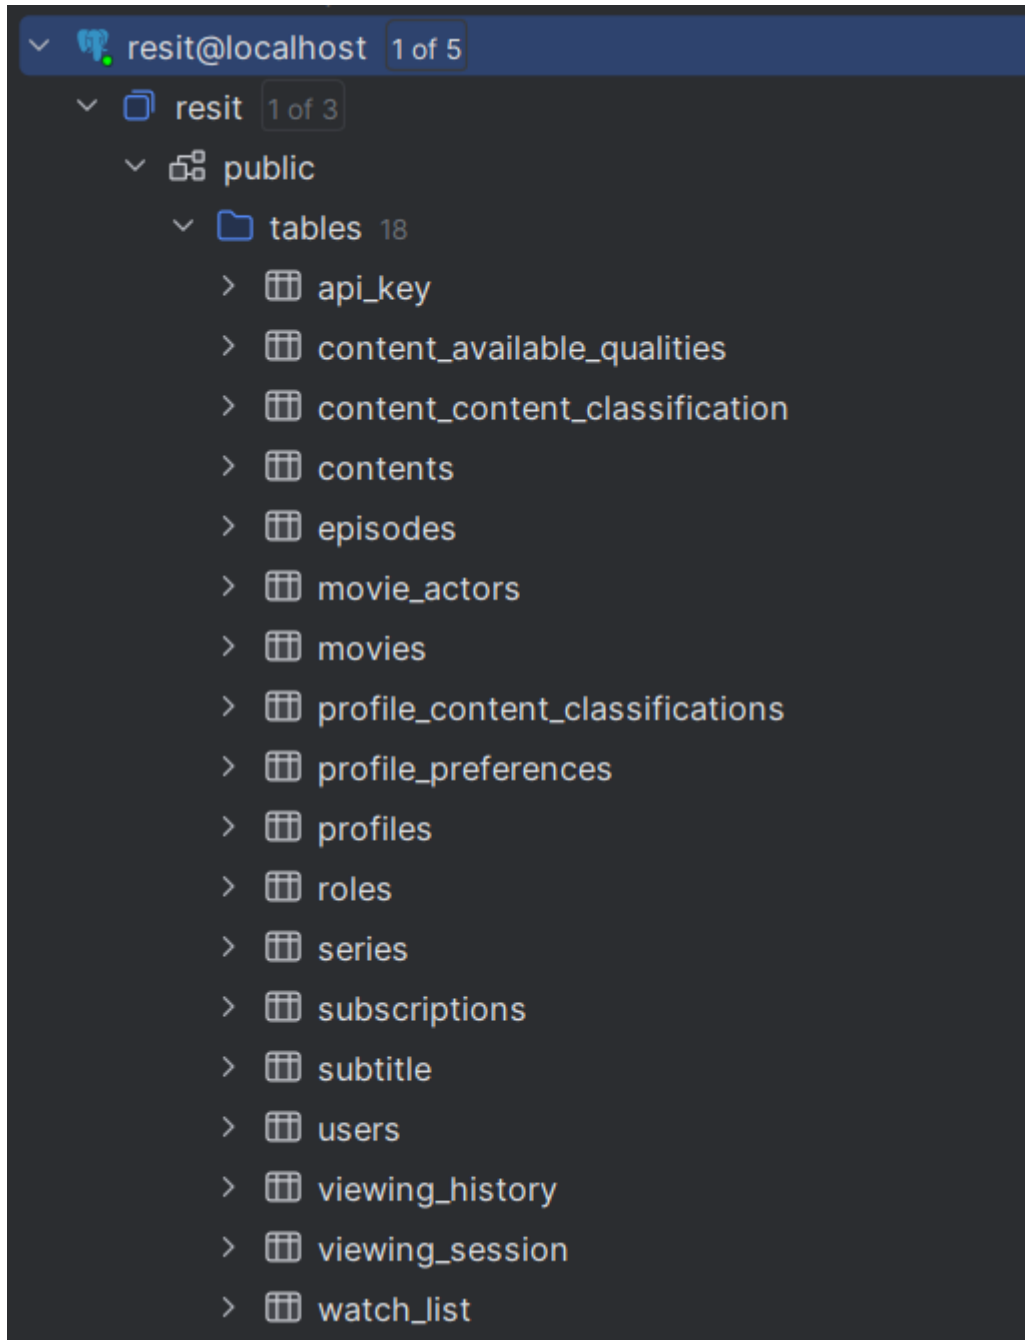 resit@localhost 1 of 5
resit 1 of 3
public
tables 18
api_key
content_available_qualities
content_content_classification
contents
episodes
movie_actors
movies
profile_content_classifications
profile_preferences
profiles
roles
series
subscriptions
subtitle
users
viewing_history
viewing_session
watch_list